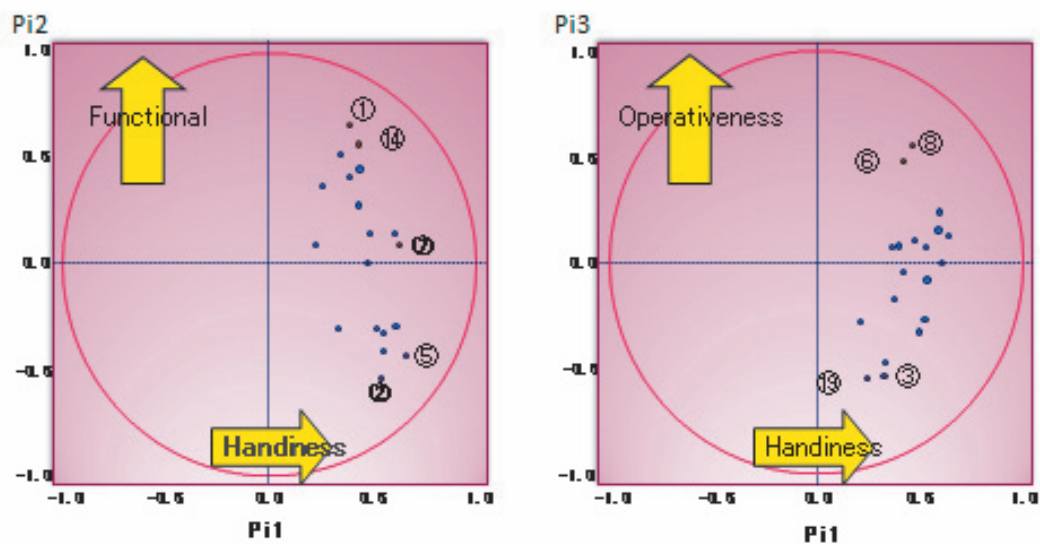 Pi2
1.0
Functional
①
⑭
0.5
⑦
0.0
⑤
-0.5
②
Handiness
-1.0
-1.0 -0.5 0.0 0.5 1.0
Pi1
Pi3
1.0
Operativeness
⑧
0.5
⑥
0.0
③
-0.5
⑬
Handiness
-1.0
-1.0 -0.5 0.0 0.5 1.0
Pi1